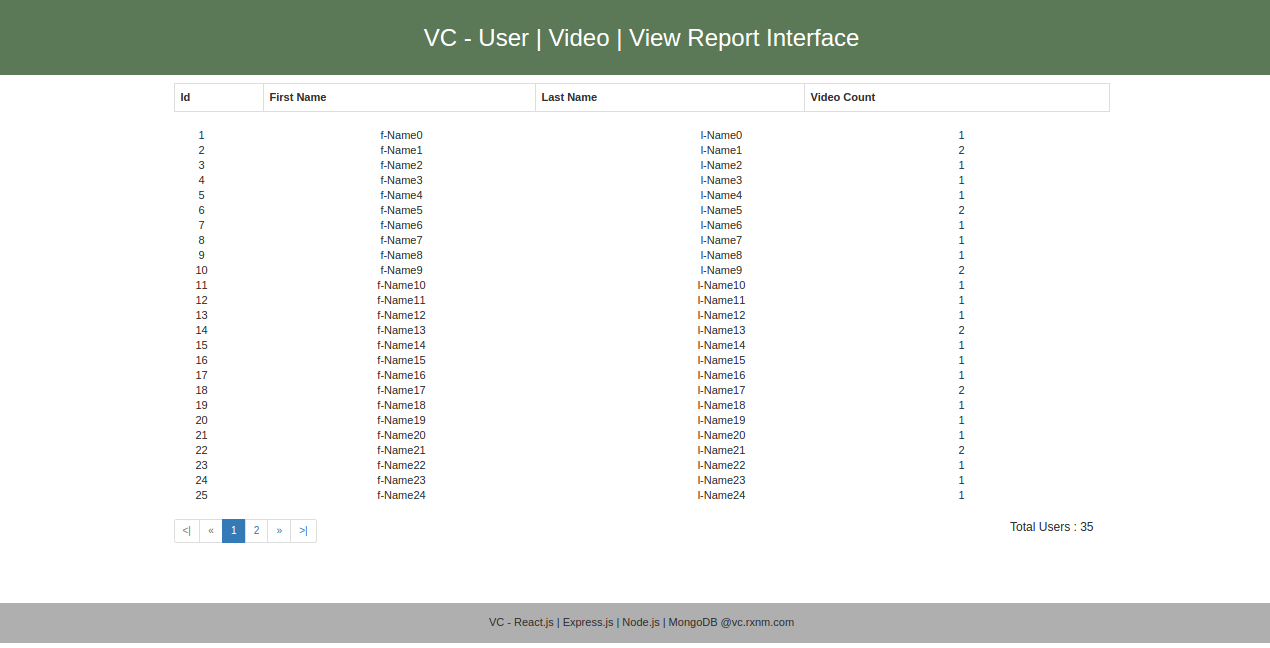 VC - User | Video | View Report Interface
Id First Name Last Name Video Count
1 f-Name0 l-Name0 1
2 f-Name1 l-Name1 2
3 f-Name2 l-Name2 1
4 f-Name3 l-Name3 1
5 f-Name4 l-Name4 1
6 f-Name5 l-Name5 2
7 f-Name6 l-Name6 1
8 f-Name7 l-Name7 1
9 f-Name8 l-Name8 1
10 f-Name9 l-Name9 2
11 f-Name10 l-Name10 1
12 f-Name11 l-Name11 1
13 f-Name12 l-Name12 1
14 f-Name13 l-Name13 2
15 f-Name14 l-Name14 1
16 f-Name15 l-Name15 1
17 f-Name16 l-Name16 1
18 f-Name17 l-Name17 2
19 f-Name18 l-Name18 1
20 f-Name19 l-Name19 1
21 f-Name20 l-Name20 1
22 f-Name21 l-Name21 2
23 f-Name22 l-Name22 1
24 f-Name23 l-Name23 1
25 f-Name24 l-Name24 1
<| « 1 2 » >| Total Users : 35
VC - React.js | Express.js | Node.js | MongoDB @vc.rxnm.com